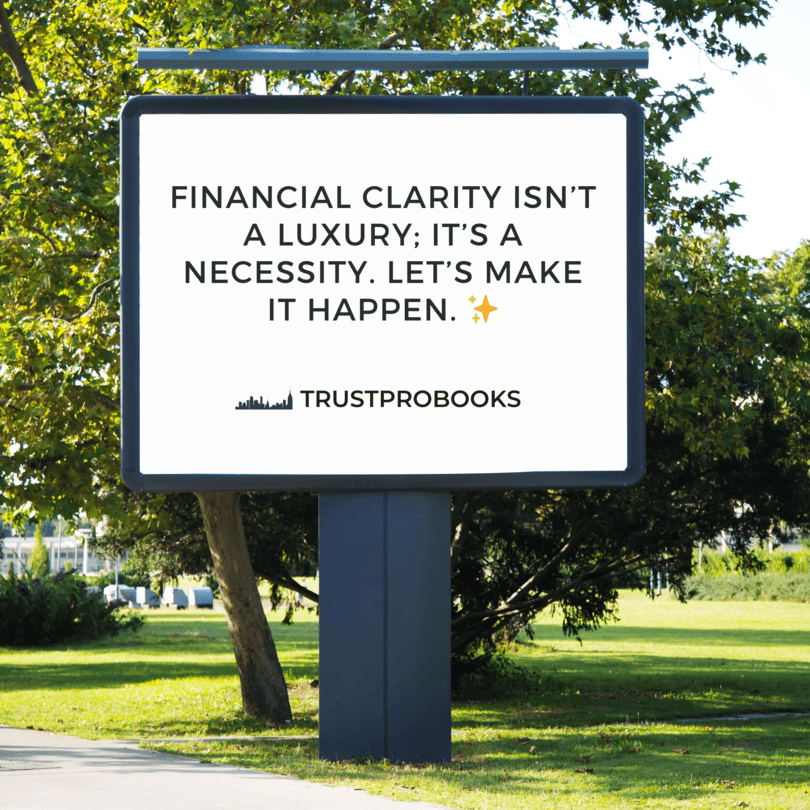 FINANCIAL CLARITY ISN’T
A LUXURY; IT’S A
NECESSITY. LET’S MAKE
IT HAPPEN. ✨
TRUSTPROBOOKS